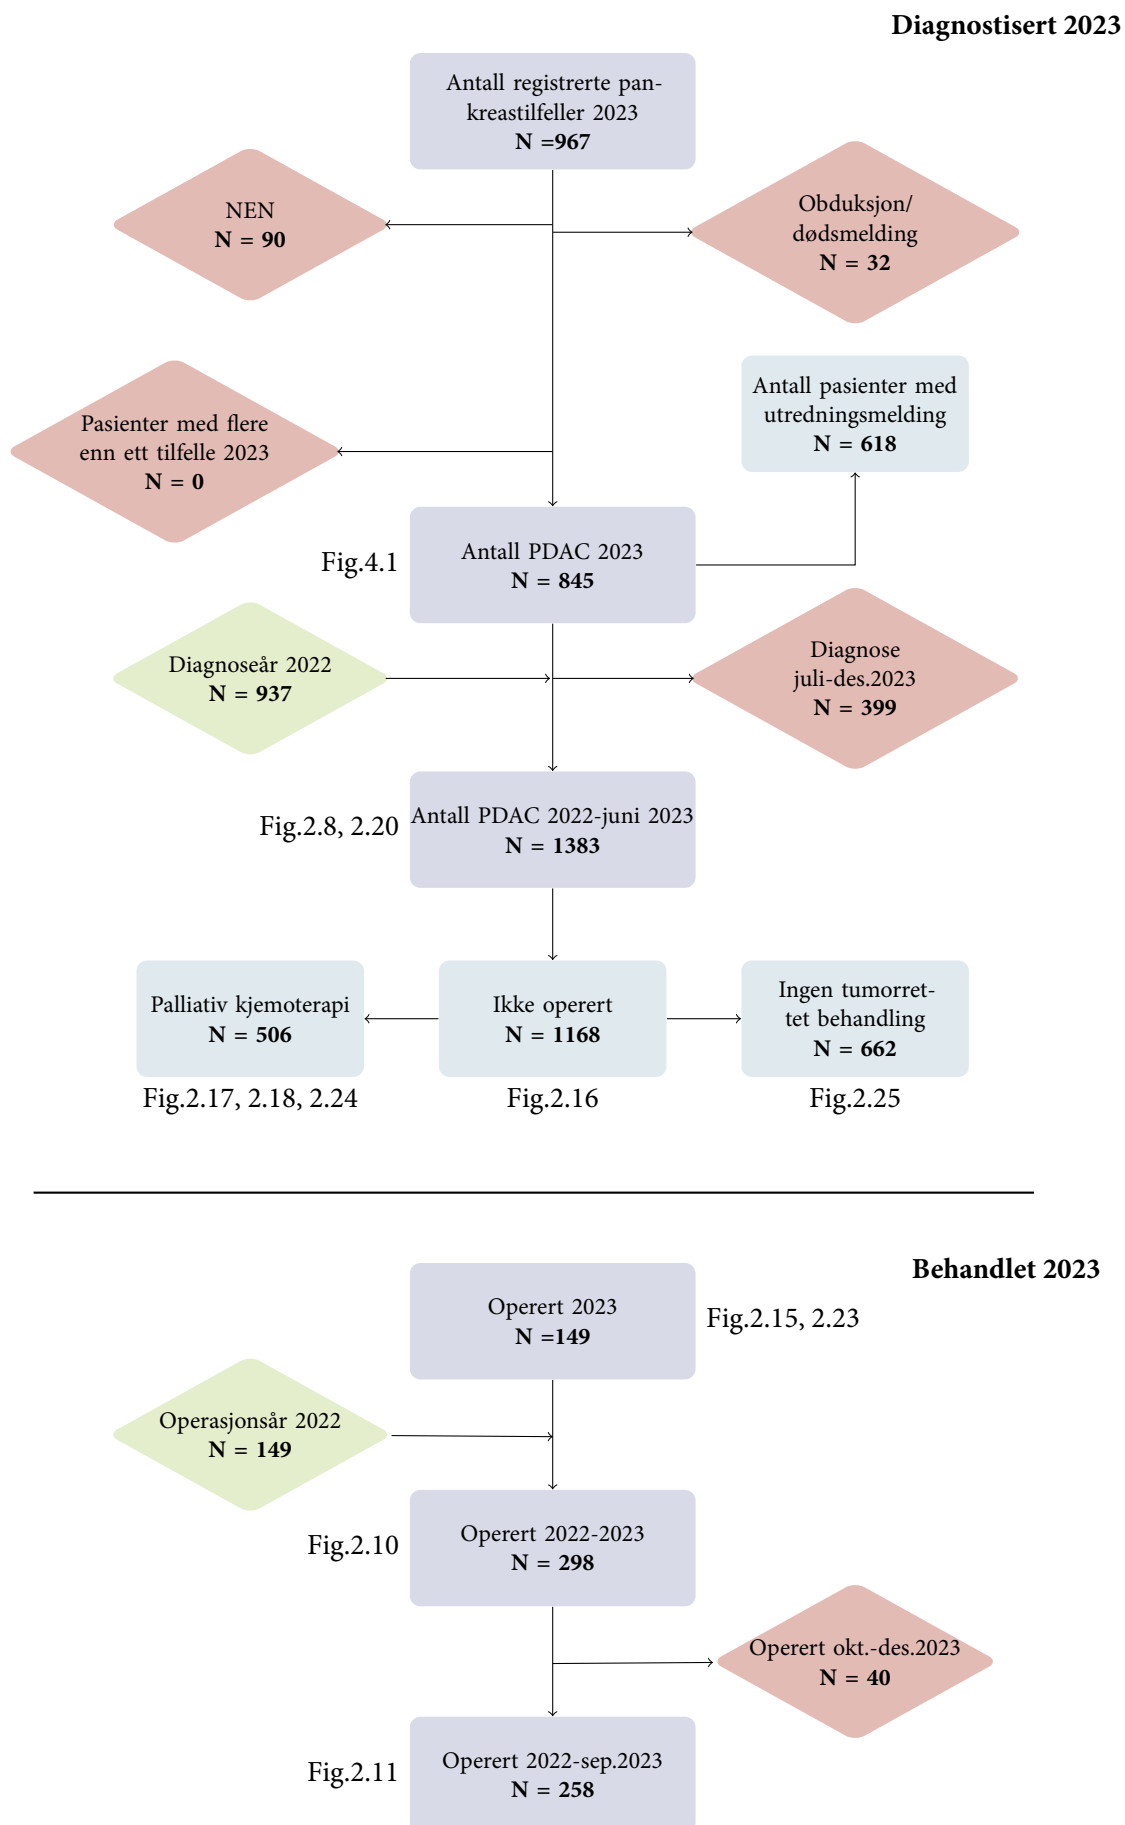 Diagnostisert 2023
Antall registrerte pan-
kreastilfeller 2023
N =967
NEN
N = 90
Obduksjon/
dødsmelding
N = 32
Antall pasienter med
utredningsmelding
N = 618
Pasienter med flere
enn ett tilfelle 2023
N = 0
Fig.4.1
Antall PDAC 2023
N = 845
Diagnoseår 2022
N = 937
Diagnose
juli-des.2023
N = 399
Fig.2.8, 2.20
Antall PDAC 2022-juni 2023
N = 1383
Palliativ kjemoterapi
N = 506
Fig.2.17, 2.18, 2.24
Ikke operert
N = 1168
Fig.2.16
Ingen tumorret-
tet behandling
N = 662
Fig.2.25
Behandlet 2023
Operert 2023
N =149
Fig.2.15, 2.23
Operasjonsår 2022
N = 149
Fig.2.10
Operert 2022-2023
N = 298
Operert okt.-des.2023
N = 40
Fig.2.11
Operert 2022-sep.2023
N = 258